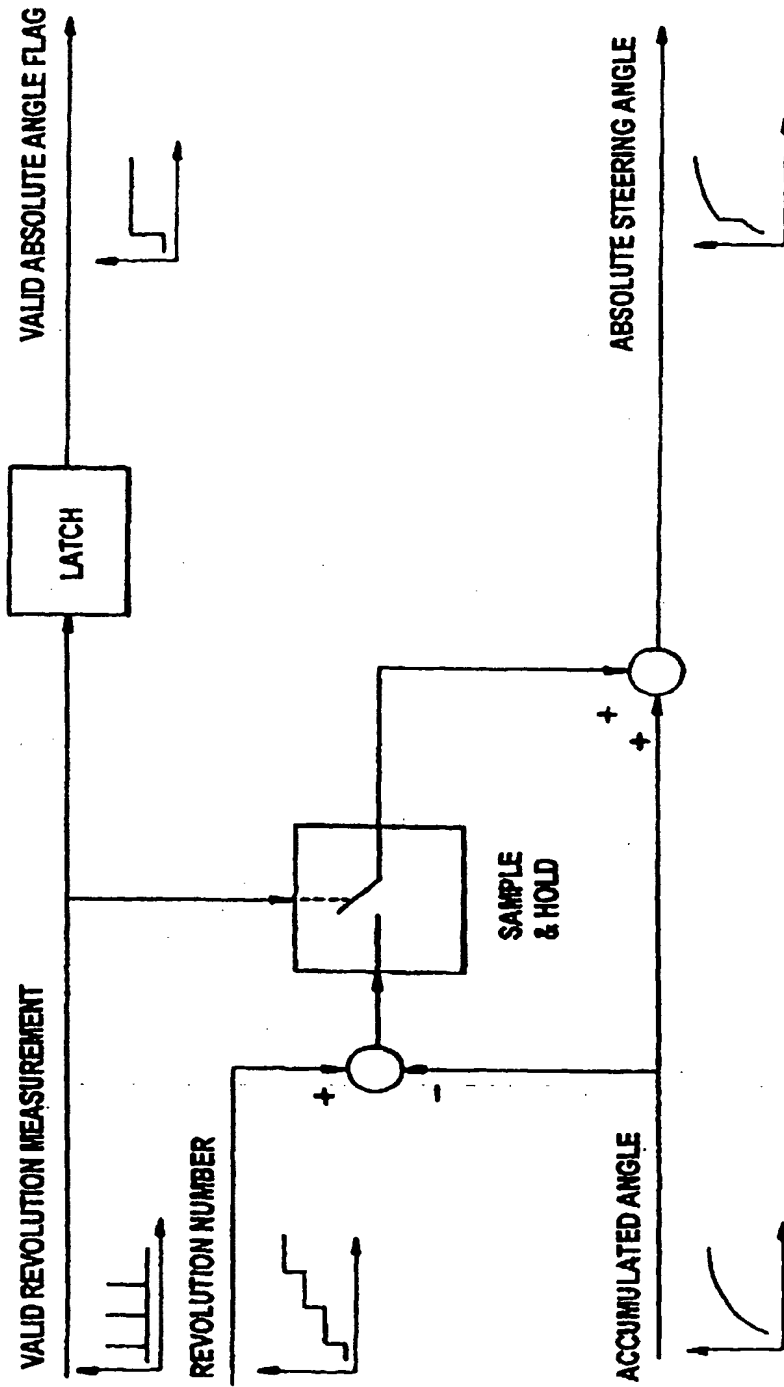 VALID REVOLUTION MEASUREMENT
LATCH
VALID ABSOLUTE ANGLE FLAG
REVOLUTION NUMBER
+
-
SAMPLE
& HOLD
+
+
ACCUMULATED ANGLE
ABSOLUTE STEERING ANGLE